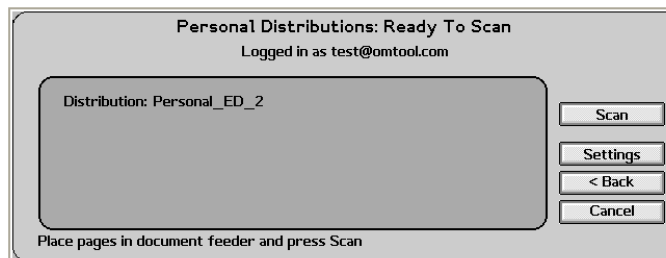 Personal Distributions: Ready To Scan
Logged in as test@omtool.com
Distribution: Personal_ED_2
Scan
Settings
< Back
Cancel
Place pages in document feeder and press Scan